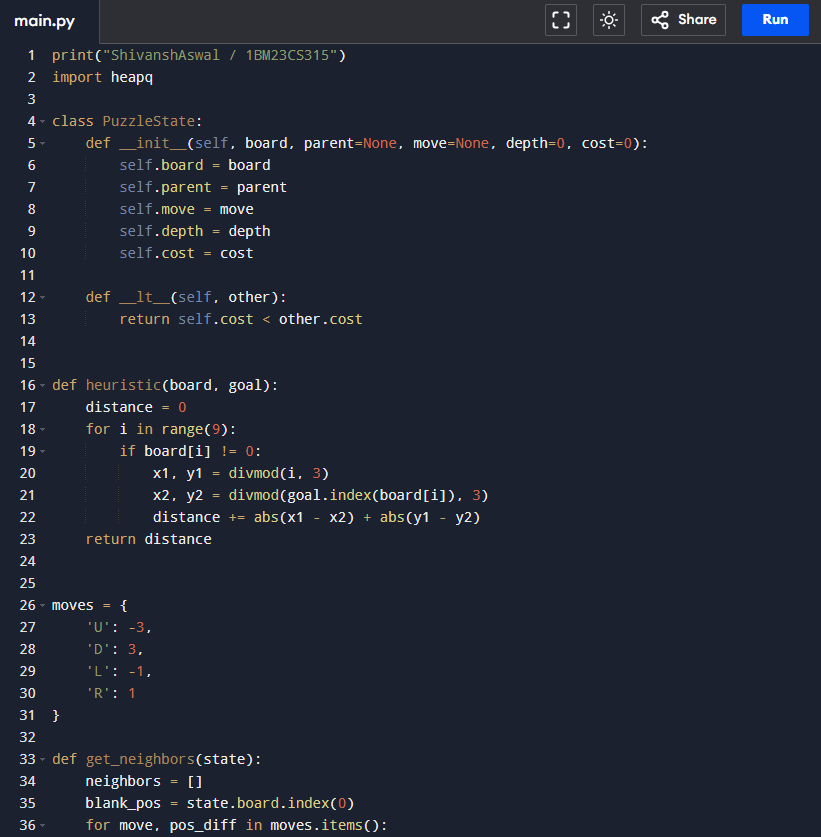 main.py Share Run
1 print("ShivanshAswal / 1BM23CS315")
2 import heapq
3
4 class PuzzleState:
5     def __init__(self, board, parent=None, move=None, depth=0, cost=0):
6         self.board = board
7         self.parent = parent
8         self.move = move
9         self.depth = depth
10         self.cost = cost
11
12     def __lt__(self, other):
13         return self.cost < other.cost
14
15
16 def heuristic(board, goal):
17     distance = 0
18     for i in range(9):
19         if board[i] != 0:
20             x1, y1 = divmod(i, 3)
21             x2, y2 = divmod(goal.index(board[i]), 3)
22             distance += abs(x1 - x2) + abs(y1 - y2)
23     return distance
24
25
26 moves = {
27     'U': -3,
28     'D': 3,
29     'L': -1,
30     'R': 1
31 }
32
33 def get_neighbors(state):
34     neighbors = []
35     blank_pos = state.board.index(0)
36     for move, pos_diff in moves.items():